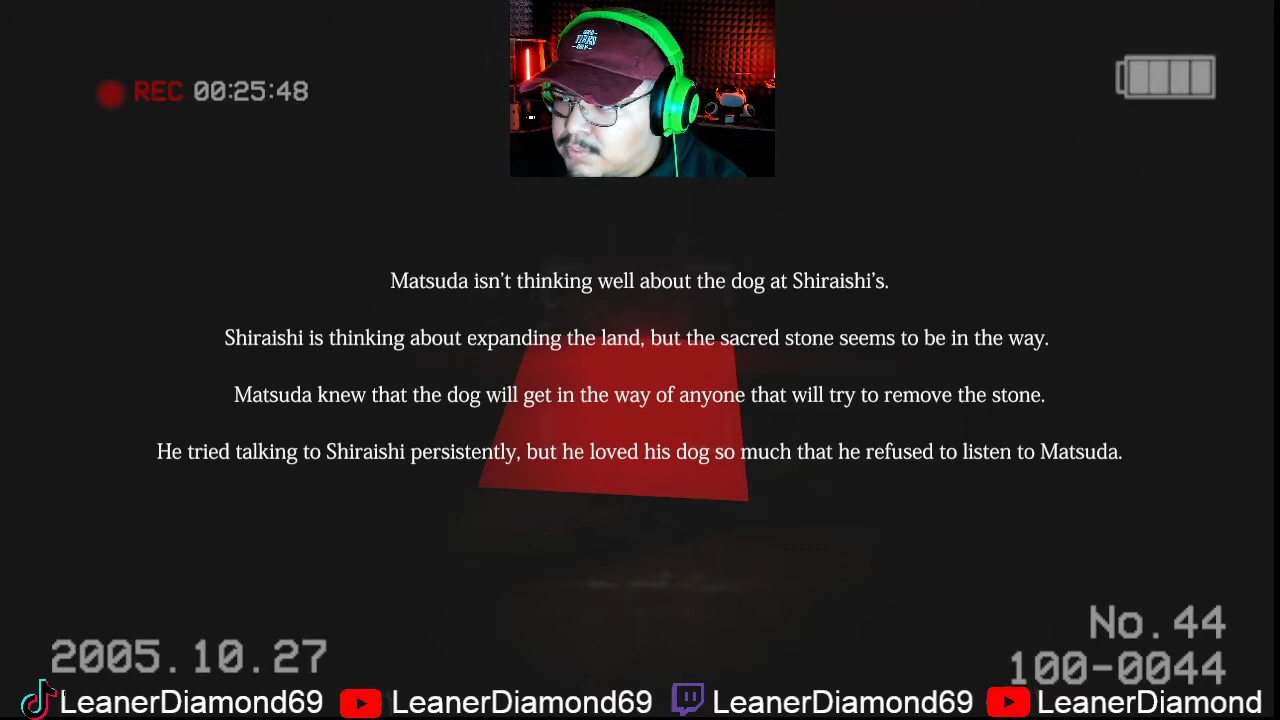 REC 00:25:48
Matsuda isn't thinking well about the dog at Shiraishi's.
Shiraishi is thinking about expanding the land, but the sacred stone seems to be in the way.
Matsuda knew that the dog will get in the way of anyone that will try to remove the stone.
He tried talking to Shiraishi persistently, but he loved his dog so much that he refused to listen to Matsuda.
2005.10.27
No.44
100-0044
LeanerDiamond69 LeanerDiamond69 LeanerDiamond69 LeanerDiamond